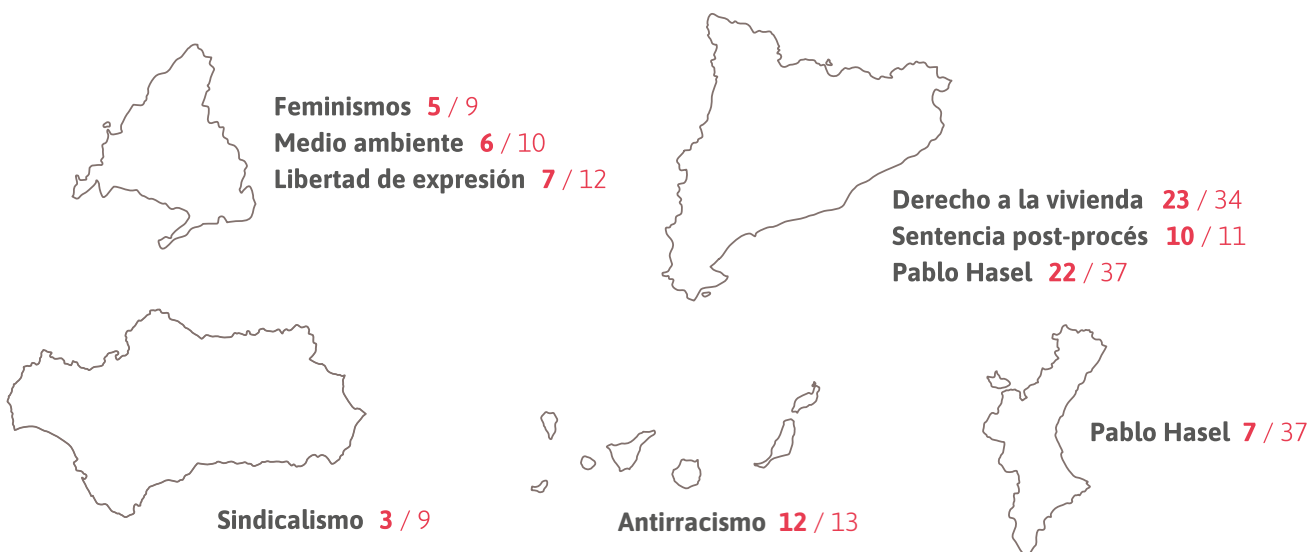 Feminismos 5 / 9
Medio ambiente 6 / 10
Libertad de expresión 7 / 12
Derecho a la vivienda 23 / 34
Sentencia post-procés 10 / 11
Pablo Hasel 22 / 37
Pablo Hasel 7 / 37
Sindicalismo 3 / 9
Antirracismo 12 / 13